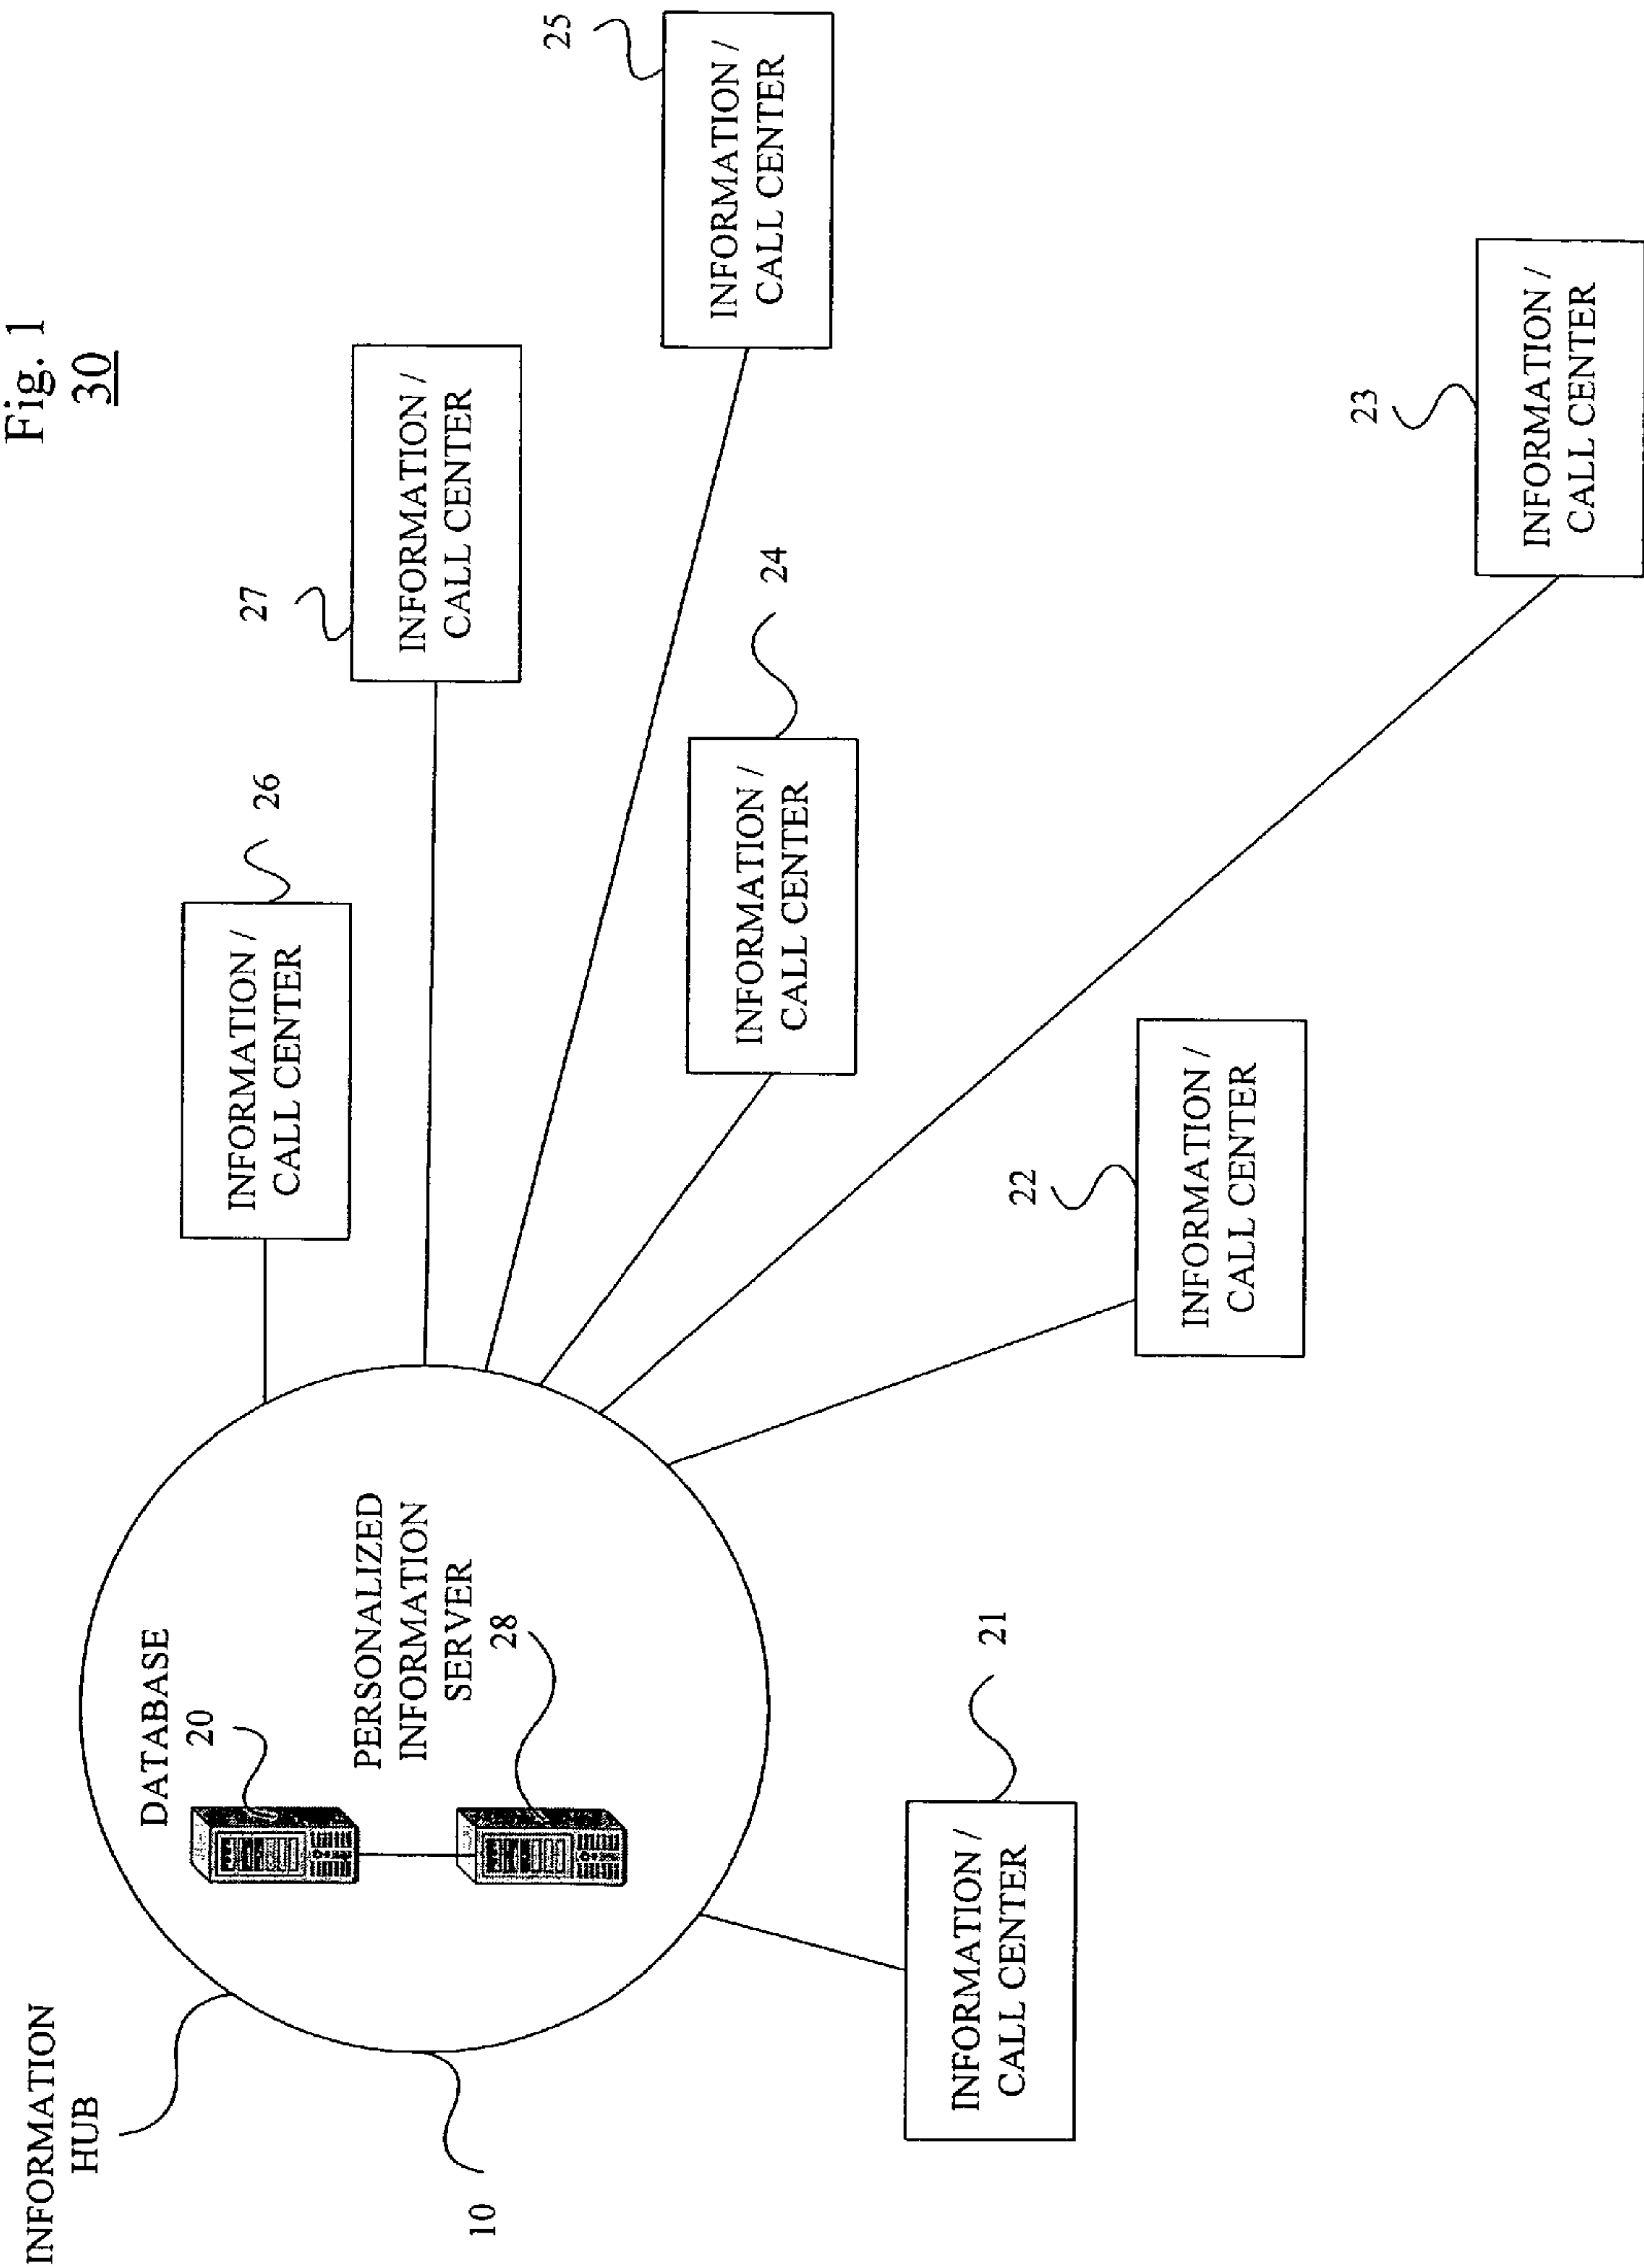 Fig. 1
30
INFORMATION
HUB
10
DATABASE
20
PERSONALIZED
INFORMATION
SERVER
28
INFORMATION /
CALL CENTER
26
INFORMATION /
CALL CENTER
27
INFORMATION /
CALL CENTER
25
INFORMATION /
CALL CENTER
24
INFORMATION /
CALL CENTER
23
INFORMATION /
CALL CENTER
22
INFORMATION /
CALL CENTER
21